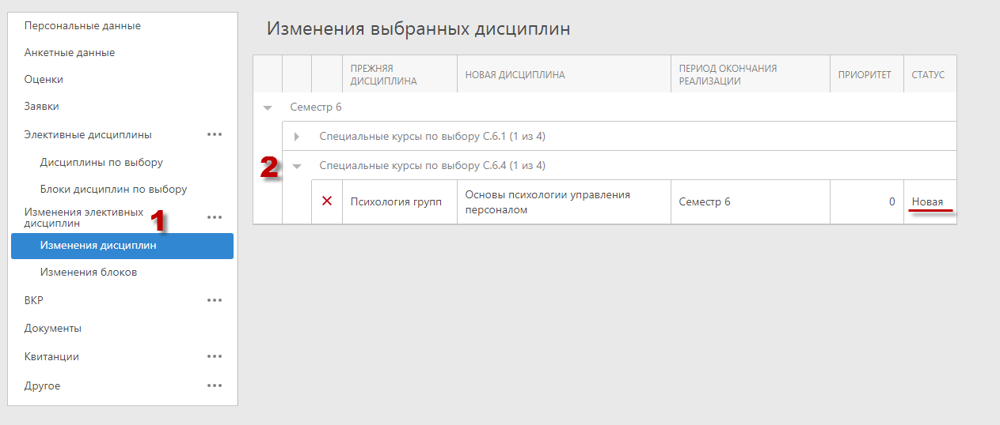 Персональные данные
Анкетные данные
Оценки
Заявки
Элективные дисциплины
Дисциплины по выбору
Блоки дисциплин по выбору
Изменения элективных
дисциплин
1
Изменения дисциплин
Изменения блоков
ВКР
Документы
Квитанции
Другое
Изменения выбранных дисциплин
ПРЕЖНЯЯ
ДИСЦИПЛИНА
НОВАЯ ДИСЦИПЛИНА
ПЕРИОД ОКОНЧАНИЯ
РЕАЛИЗАЦИИ
ПРИОРИТЕТ
СТАТУС
Семестр 6
Специальные курсы по выбору С.6.1 (1 из 4)
2
Специальные курсы по выбору С.6.4 (1 из 4)
Психология групп
Основы психологии управления
персоналом
Семестр 6
0
Новая